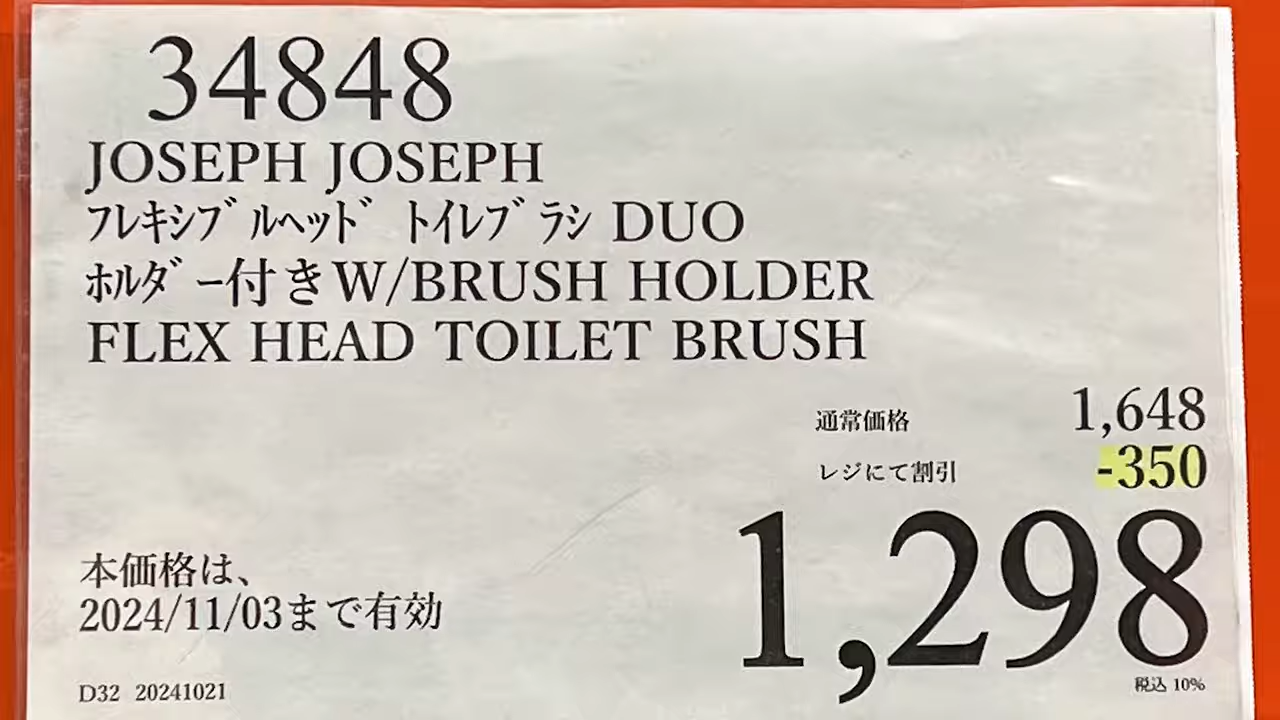 34848
JOSEPH JOSEPH
ﾌﾚｷｼﾌﾞﾙﾍｯﾄﾞ ﾄｲﾚﾌﾞﾗｼ DUO
ﾎﾙﾀﾞｰ付きW/BRUSH HOLDER
FLEX HEAD TOILET BRUSH
通常価格 1,648
レジにて割引 -350
1,298
本価格は、
2024/11/03まで有効
税込 10%
D32 20241021